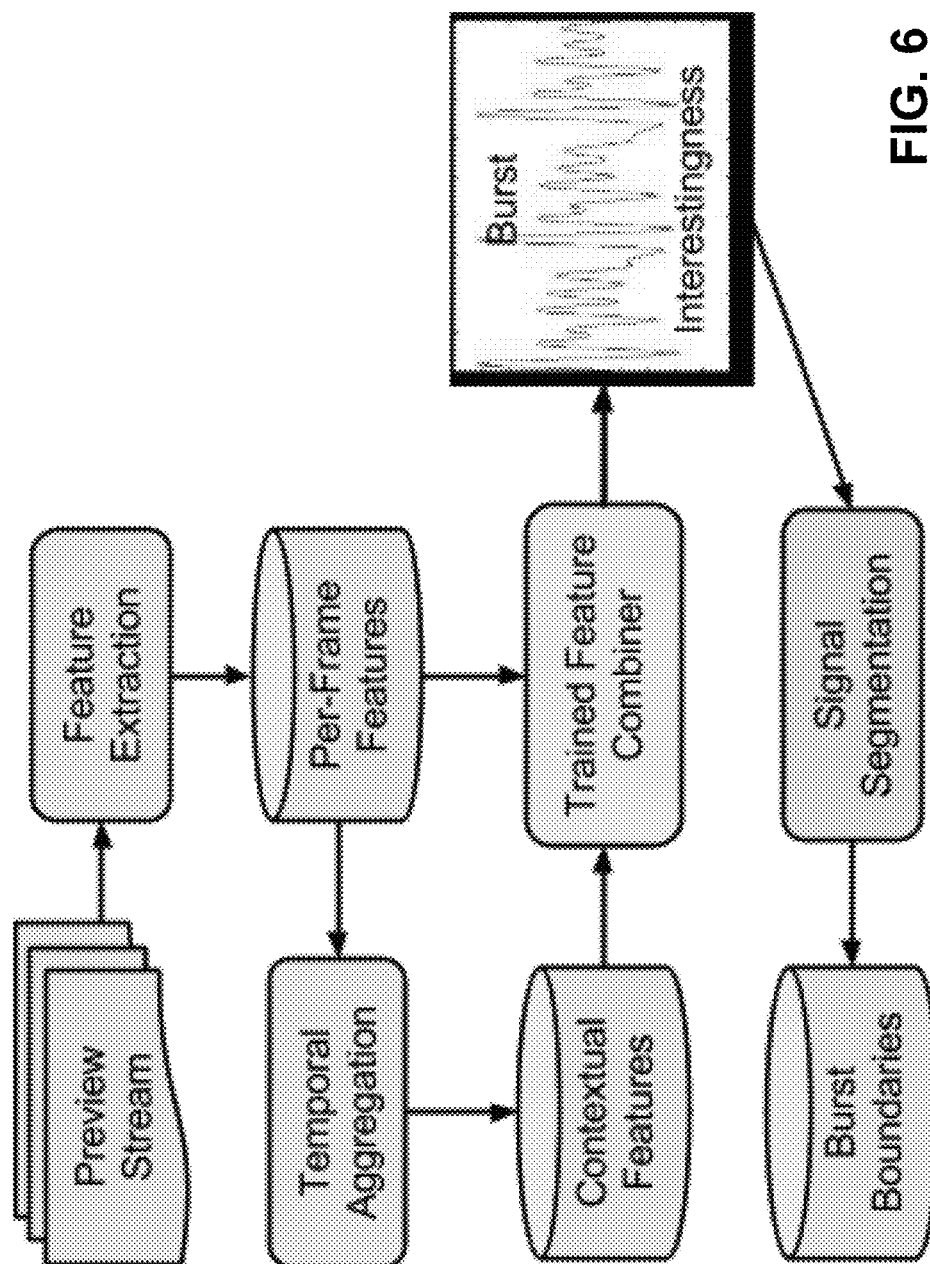 Preview
Stream
Feature
Extraction
Temporal
Aggregation
Per-Frame
Features
Contextual
Features
Trained Feature
Combiner
Burst
Interestingness
Burst
Boundaries
Signal
Segmentation
FIG. 6